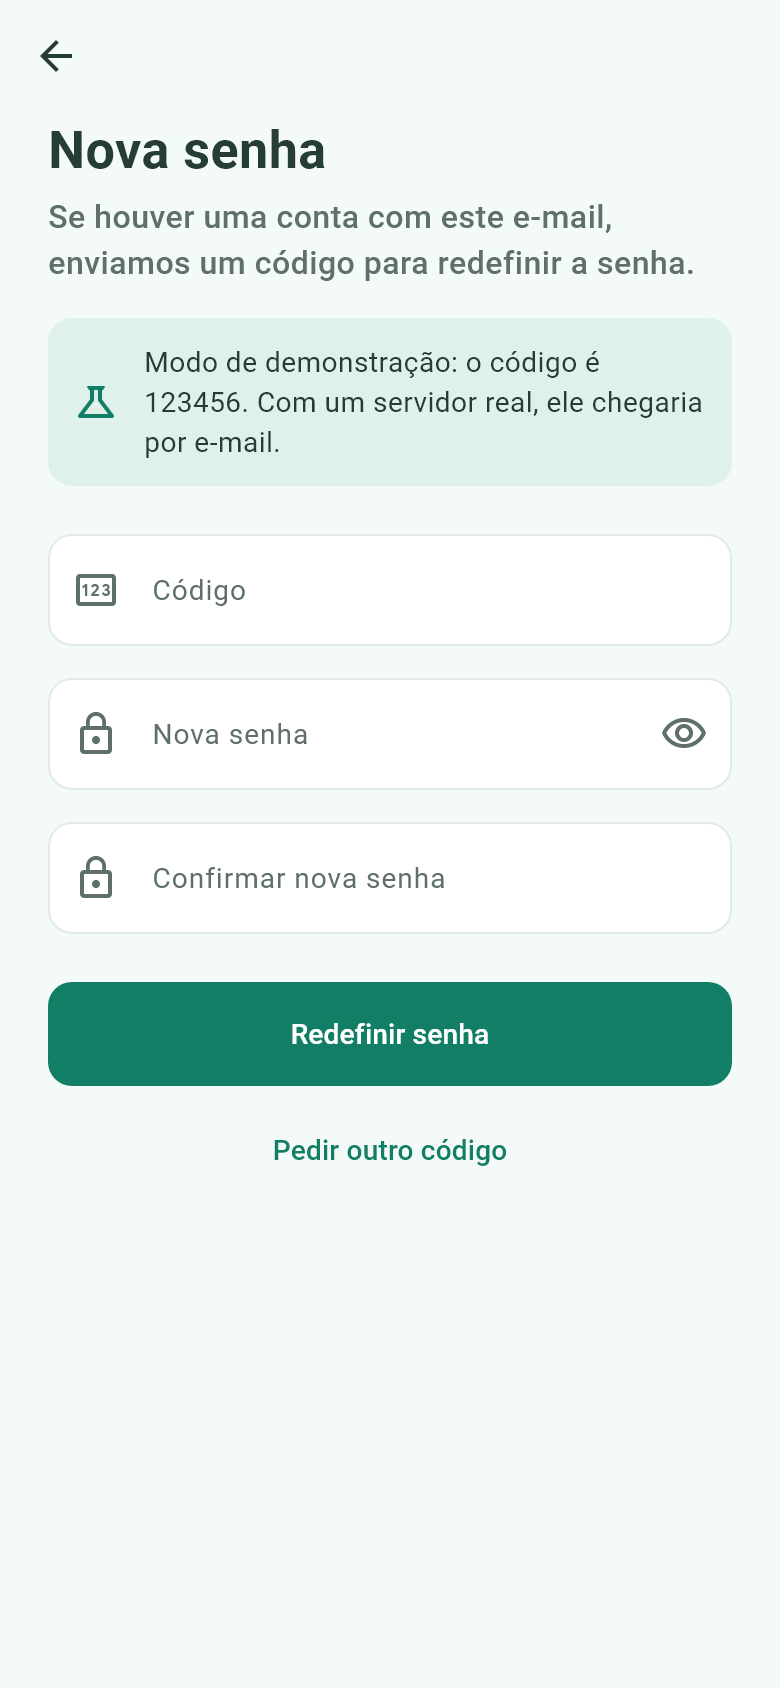 Nova senha
Se houver uma conta com este e-mail,
enviamos um código para redefinir a senha.
Modo de demonstração: o código é
123456. Com um servidor real, ele chegaria
por e-mail.
123
Código
Nova senha
Confirmar nova senha
Redefinir senha
Pedir outro código